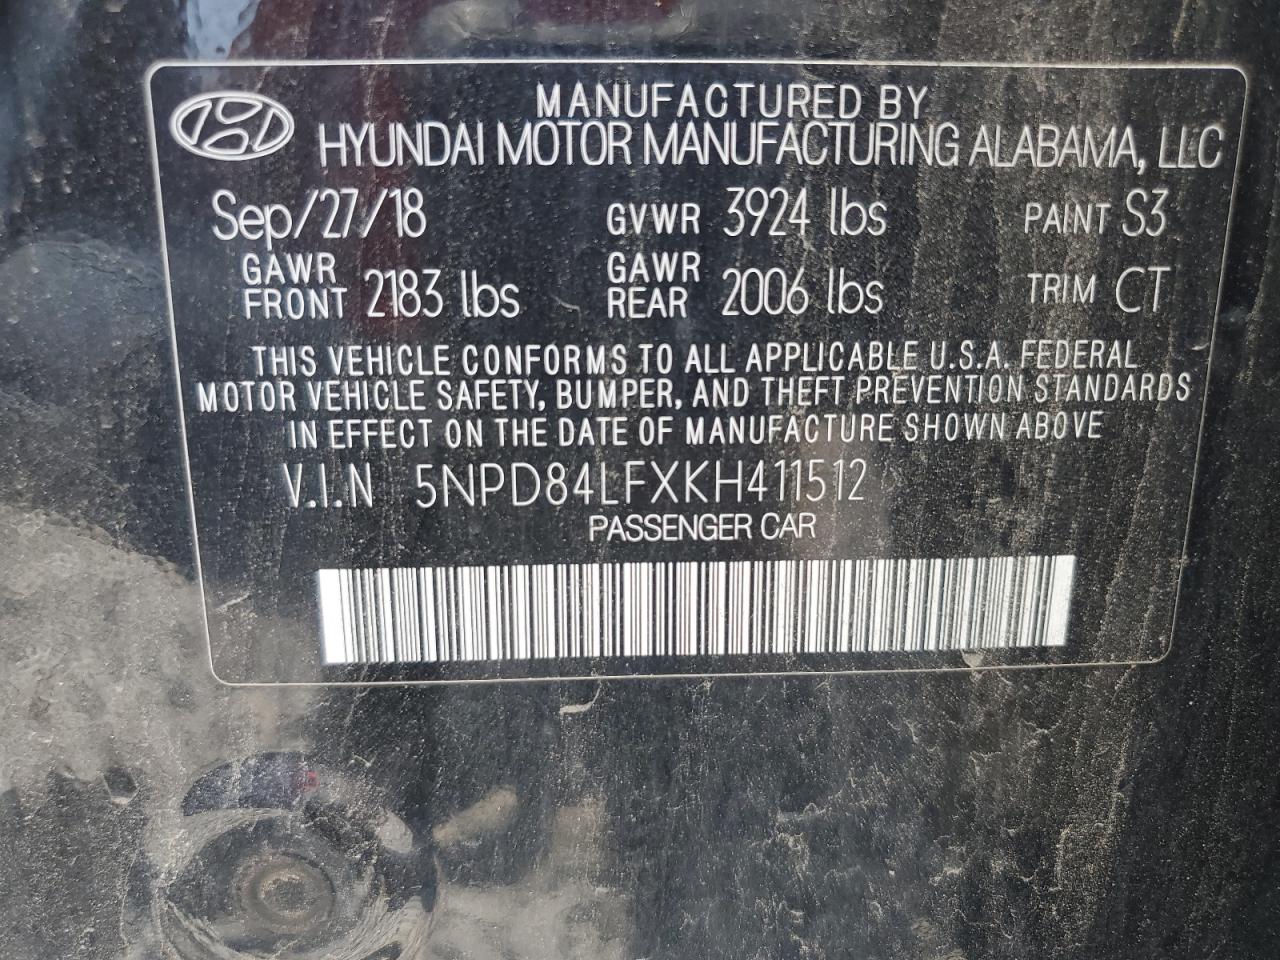 MANUFACTURED BY
HYUNDAI MOTOR MANUFACTURING ALABAMA, LLC
Sep/27/18 GVWR 3924 lbs PAINT S3
GAWR FRONT 2183 lbs GAWR REAR 2006 lbs TRIM CT
THIS VEHICLE CONFORMS TO ALL APPLICABLE U.S.A. FEDERAL
MOTOR VEHICLE SAFETY, BUMPER, AND THEFT PREVENTION STANDARDS
IN EFFECT ON THE DATE OF MANUFACTURE SHOWN ABOVE
V.I.N 5NPD84LFXKH411512
PASSENGER CAR